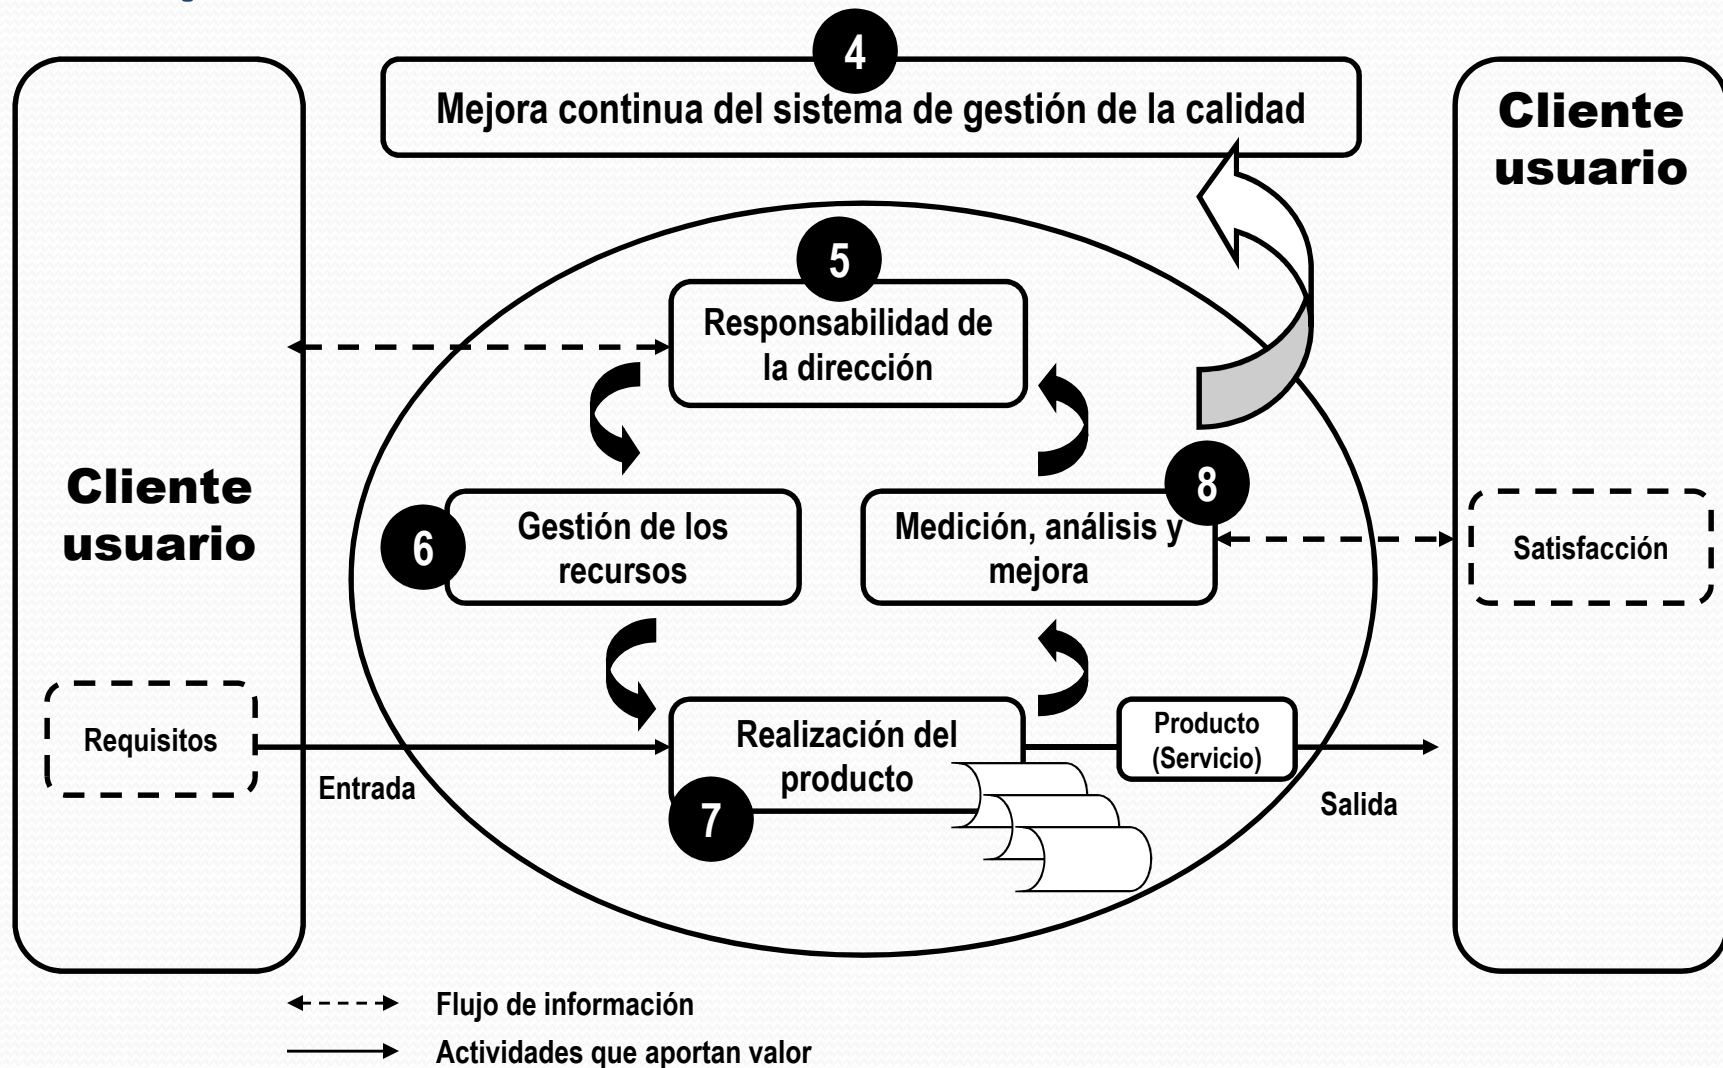 4
Mejora continua del sistema de gestión de la calidad
Cliente
usuario
5
Responsabilidad de
la dirección
Cliente
usuario
6
Gestión de los
recursos
8
Medición, análisis y
mejora
Satisfacción
Requisitos
Entrada
Realización del
producto
7
Producto
(Servicio)
Salida
Flujo de información
Actividades que aportan valor